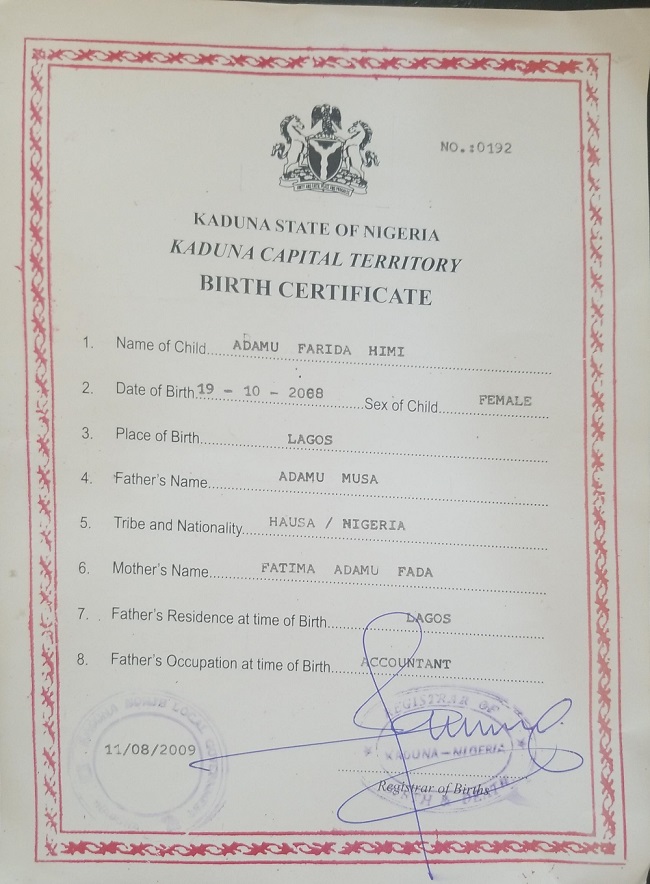 NO.:0192
KADUNA STATE OF NIGERIA
KADUNA CAPITAL TERRITORY
BIRTH CERTIFICATE
1. Name of Child....ADAMU FARIDA HIMI
2. Date of Birth 19 - 10 - 2068 Sex of Child....FEMALE
3. Place of Birth....LAGOS
4. Father's Name....ADAMU MUSA
5. Tribe and Nationality....HAUSA / NIGERIA
6. Mother's Name....FATIMA ADAMU FADA
7. Father's Residence at time of Birth....LAGOS
8. Father's Occupation at time of Birth....ACCOUNTANT
11/08/2009
LOCAL
REGISTRAR OF
KADUNA-NIGERIA
Registrar of Births